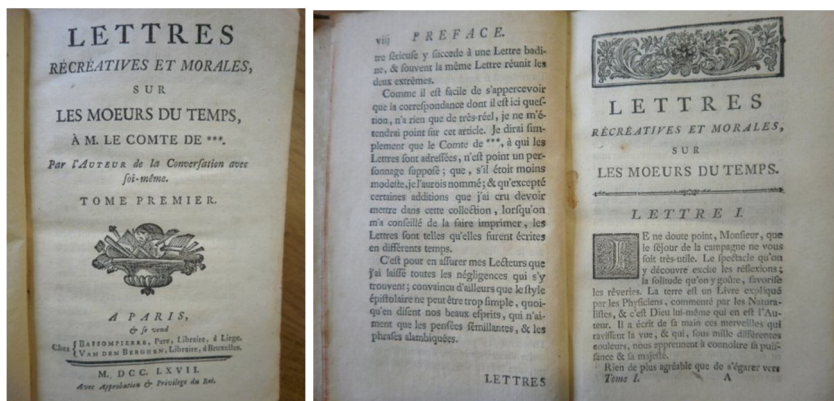 LETTRES
RÉCRÉATIVES ET MORALES,
SUR
LES MOEURS DU TEMPS,
À M. LE COMTE DE ***.
Par l'AUTEUR de la Conversation avec
soi-même.
TOME PREMIER.
A PARIS,
& se vend
Chez { BASSOMPIERRE, Pere, Libraire, à Liege.
VAN DEN BERGHEN, Libraire, à Bruxelles.
M. DCC. LXVII.
Avec Approbation & Privilege du Roi.
viij PREFACE.
tre sérieuse y succede à une Lettre badi-
ne, & souvent la même Lettre réunit les
deux extrêmes.
Comme il est facile de s'appercevoir
que la correspondance dont il est ici ques-
tion, n'a rien que de très-réel, je ne m'é-
tendrai point sur cet article. Je dirai sim-
plement que le Comte de ***, à qui les
Lettres sont adressées, n'est point un per-
sonnage supposé; que, s'il étoit moins
modeste, je l'aurois nommé; & qu'excepté
certaines additions que j'ai cru devoir
mettre dans cette collection, lorsqu'on
m'a conseillé de la faire imprimer, les
Lettres sont telles qu'elles furent écrites
en différents temps.
C'est pour en assurer mes Lecteurs que
j'ai laissé toutes les négligences qui s'y
trouvent; convaincu d'ailleurs que le style
épistolaire ne peut être trop simple, quoi-
qu'en disent nos beaux esprits, qui n'ai-
ment que les pensées sémillantes, & les
phrases alambiquées.
LETTRES
LETTRES
RÉCRÉATIVES ET MORALES,
SUR
LES MOEURS DU TEMPS.
LETTRE I.
JE ne doute point, Monsieur, que
le séjour de la campagne ne vous
soit très-utile. Le spectacle qu'on
y découvre excite les réflexions;
la solitude qu'on y goûte, favorise
les rêveries. La terre est un Livre expliqué
par les Physiciens, commenté par les Natura-
listes, & c'est Dieu lui-même qui en est l'Au-
teur. Il a écrit de sa main ces merveilles qui
ravissent la vue, & qui, sous mille différentes
couleurs, nous apprennent à connoître sa puis-
sance & sa majesté.
Rien de plus agréable que de s'égarer vers
Tome I. A